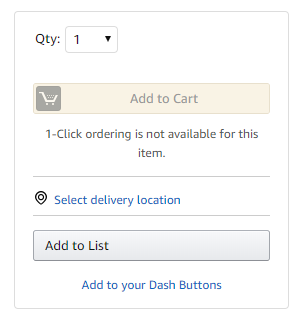 Qty: 1
Add to Cart
1-Click ordering is not available for this
item.
Select delivery location
Add to List
Add to your Dash Buttons